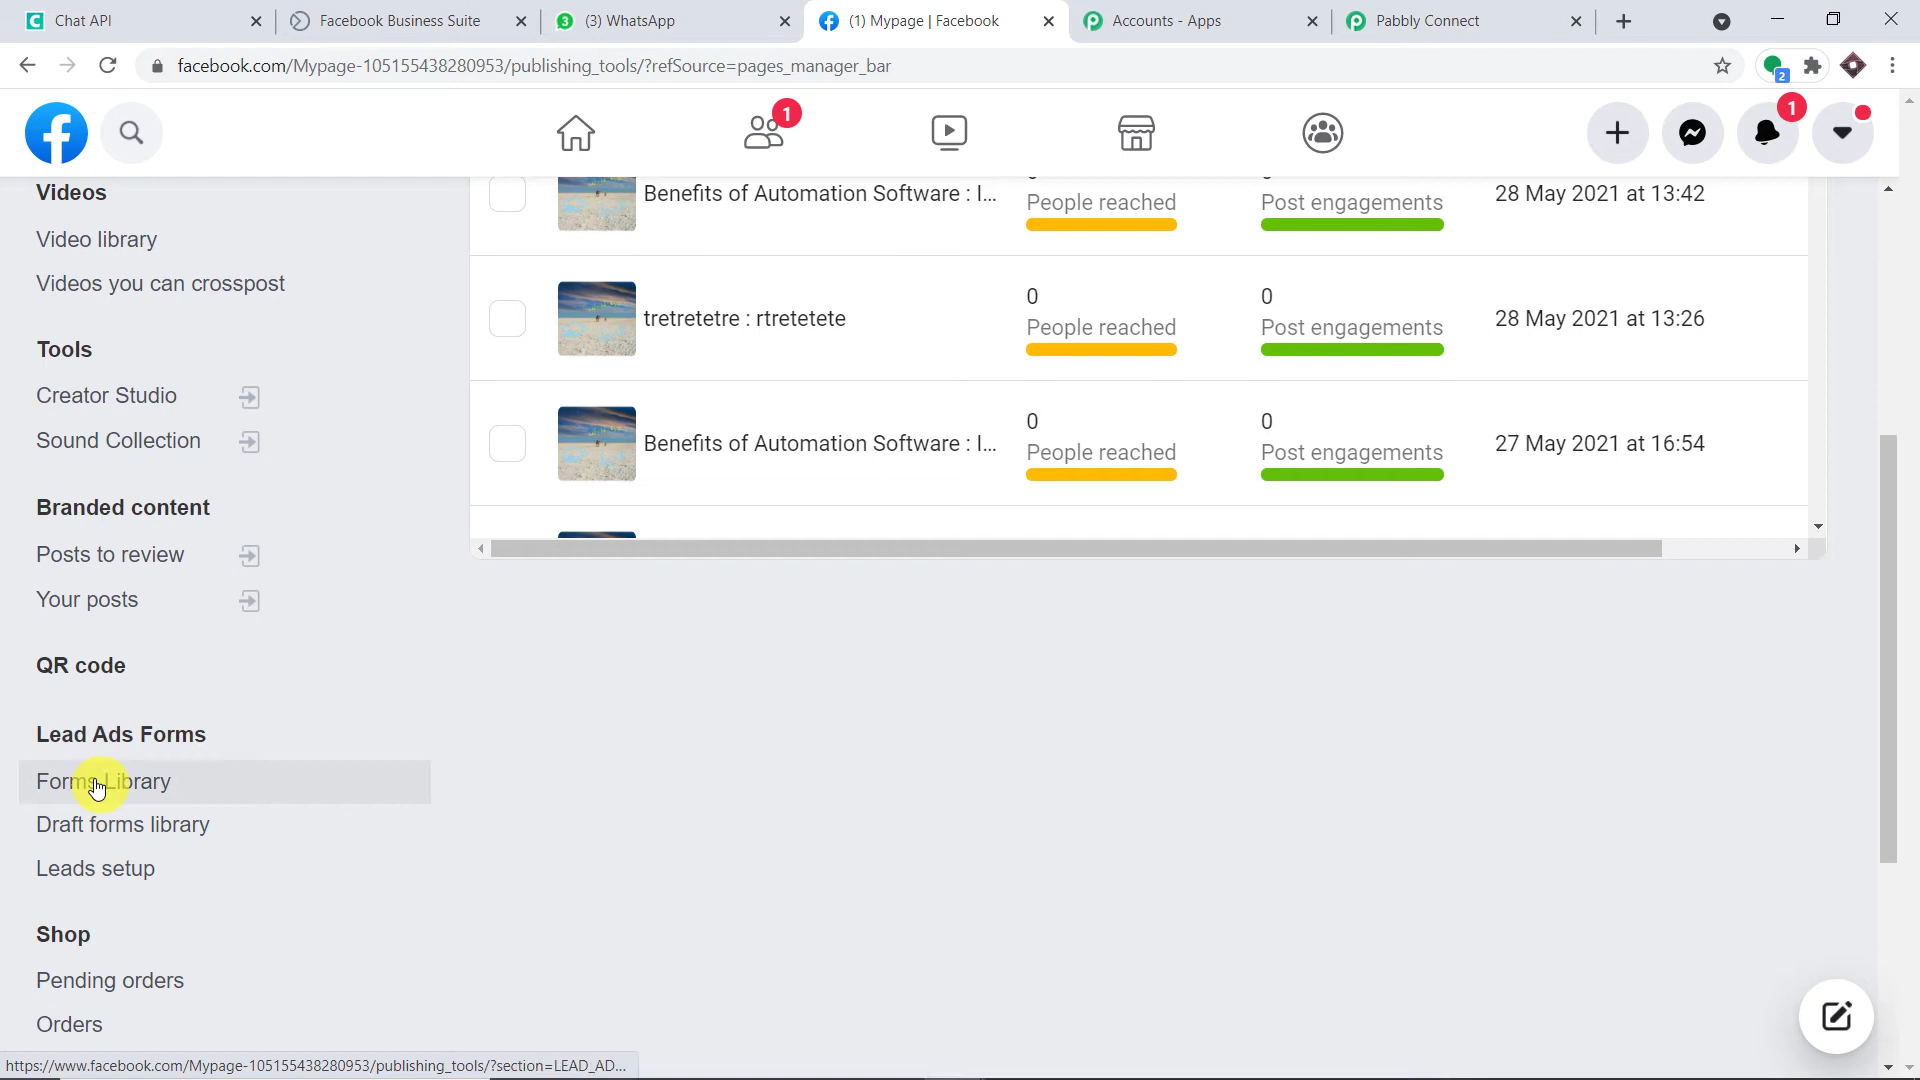 Chat API
Facebook Business Suite
(3) WhatsApp
(1) Mypage | Facebook
Accounts - Apps
Pabbly Connect
facebook.com/Mypage-105155438280953/publishing_tools/?refSource=pages_manager_bar
2
1
1
Videos
Video library
Videos you can crosspost
Tools
Creator Studio
Sound Collection
Branded content
Posts to review
Your posts
QR code
Lead Ads Forms
Forms Library
Draft forms library
Leads setup
Shop
Pending orders
Orders
Benefits of Automation Software : I...
People reached
Post engagements
28 May 2021 at 13:42
tretretetre : rtretetete
0
People reached
0
Post engagements
28 May 2021 at 13:26
Benefits of Automation Software : I...
0
People reached
0
Post engagements
27 May 2021 at 16:54
https://www.facebook.com/Mypage-105155438280953/publishing_tools/?section=LEAD_AD...